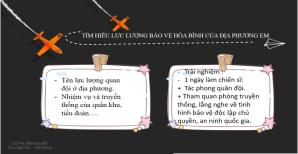 TÌM HIỂU LỰC LƯỢNG BẢO VỆ HÒA BÌNH CỦA ĐỊA PHƯƠNG EM
- Tên lực lượng quan
đội ở địa phương.
- Nhiệm vụ và truyền
thống của quân khu,
tiểu đoàn….
- Trải nghiệm :
- 1 ngày làm chiến sĩ:
+ Tác phong quân đội.
+ Tham quan phòng truyền
thống, lắng nghe về tình
hình bảo vệ độc lập chủ
quyền, an ninh quốc gia.